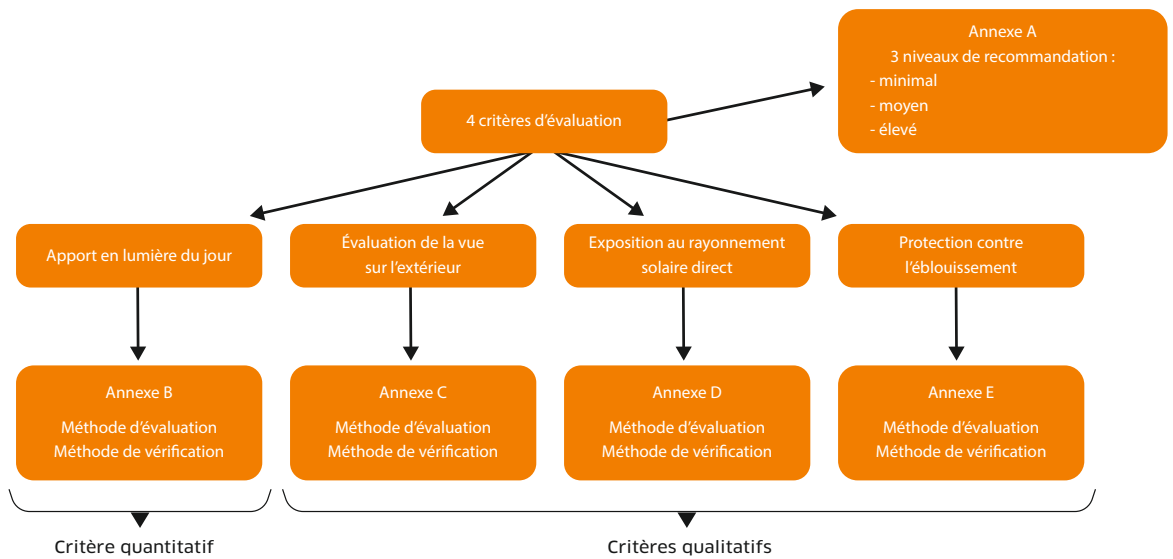 Annexe A
3 niveaux de recommandation :
- minimal
- moyen
- élevé
4 critères d’évaluation
Apport en lumière du jour
Évaluation de la vue
sur l’extérieur
Exposition au rayonnement
solaire direct
Protection contre
l’éblouissement
Annexe B
Méthode d’évaluation
Méthode de vérification
Annexe C
Méthode d’évaluation
Méthode de vérification
Annexe D
Méthode d’évaluation
Méthode de vérification
Annexe E
Méthode d’évaluation
Méthode de vérification
Critère quantitatif
Critères qualitatifs